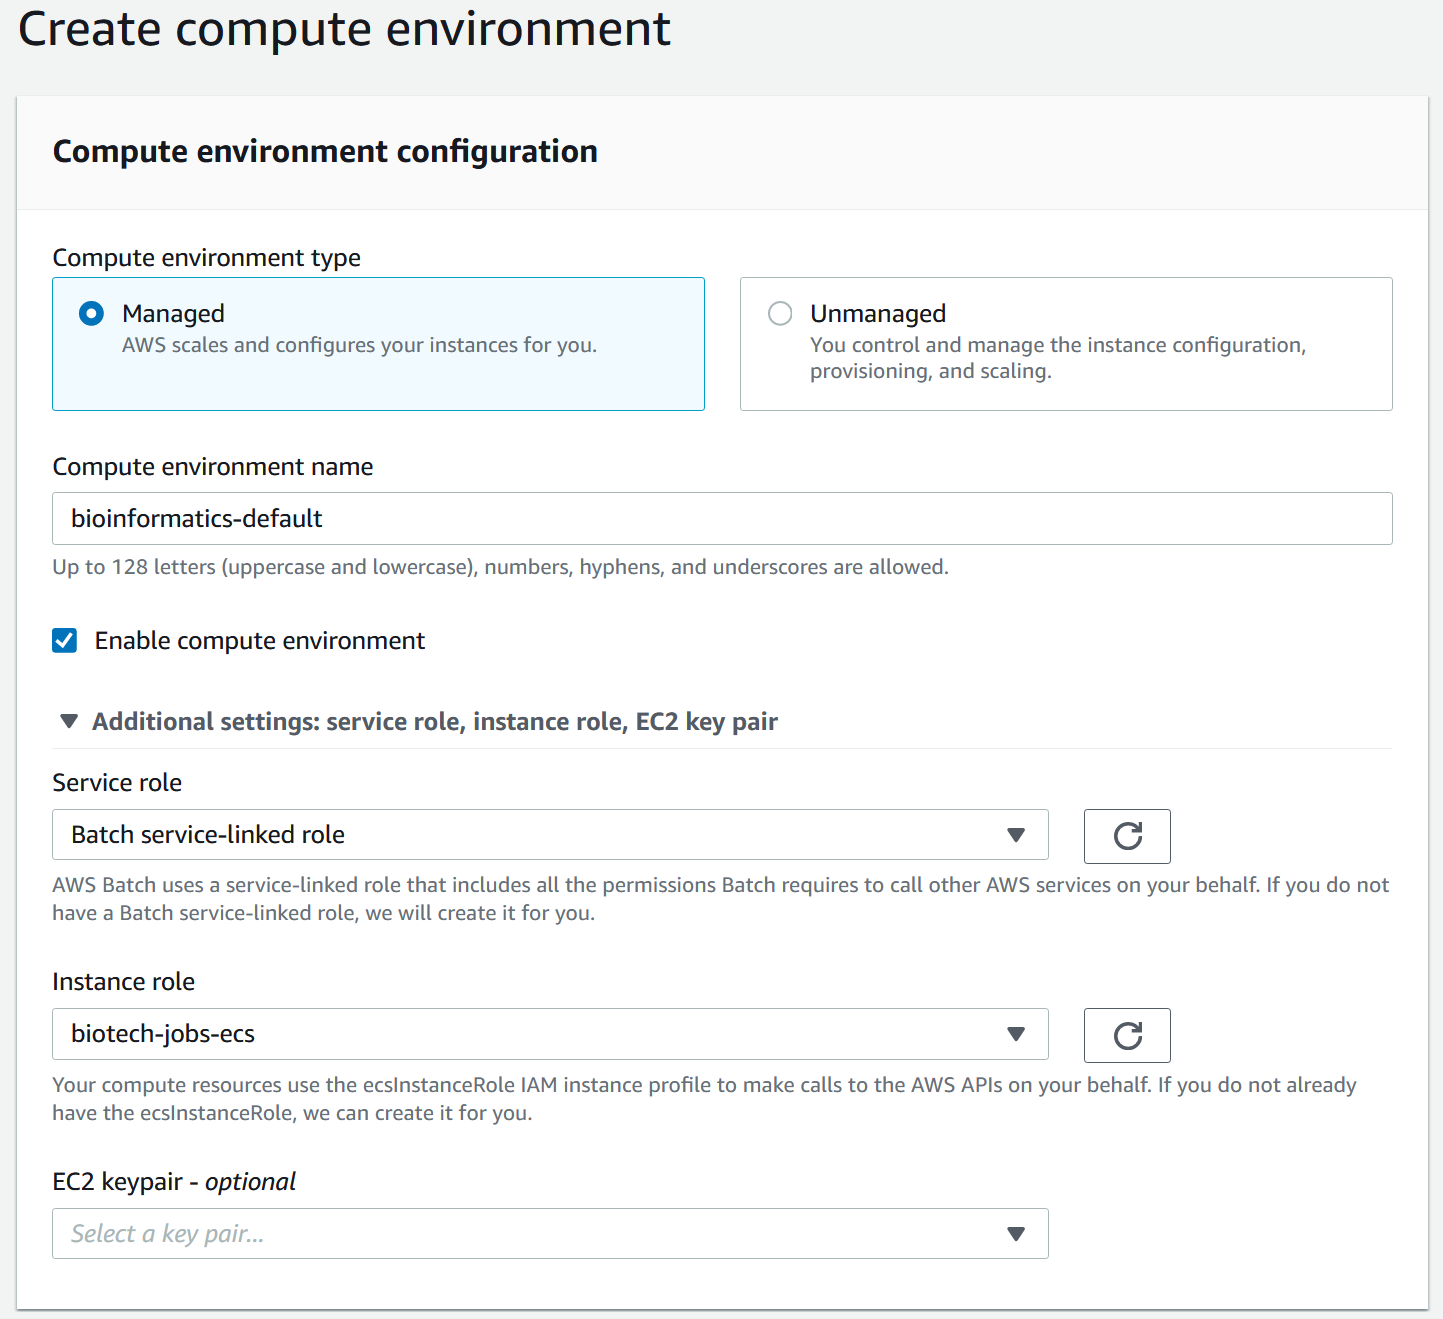 Create compute environment
Compute environment configuration
Compute environment type
Managed
AWS scales and configures your instances for you.
Unmanaged
You control and manage the instance configuration,
provisioning, and scaling.
Compute environment name
bioinformatics-default
Up to 128 letters (uppercase and lowercase), numbers, hyphens, and underscores are allowed.
Enable compute environment
Additional settings: service role, instance role, EC2 key pair
Service role
Batch service-linked role
AWS Batch uses a service-linked role that includes all the permissions Batch requires to call other AWS services on your behalf. If you do not
have a Batch service-linked role, we will create it for you.
Instance role
biotech-jobs-ecs
Your compute resources use the ecsInstanceRole IAM instance profile to make calls to the AWS APIs on your behalf. If you do not already
have the ecsInstanceRole, we can create it for you.
EC2 keypair - optional
Select a key pair...